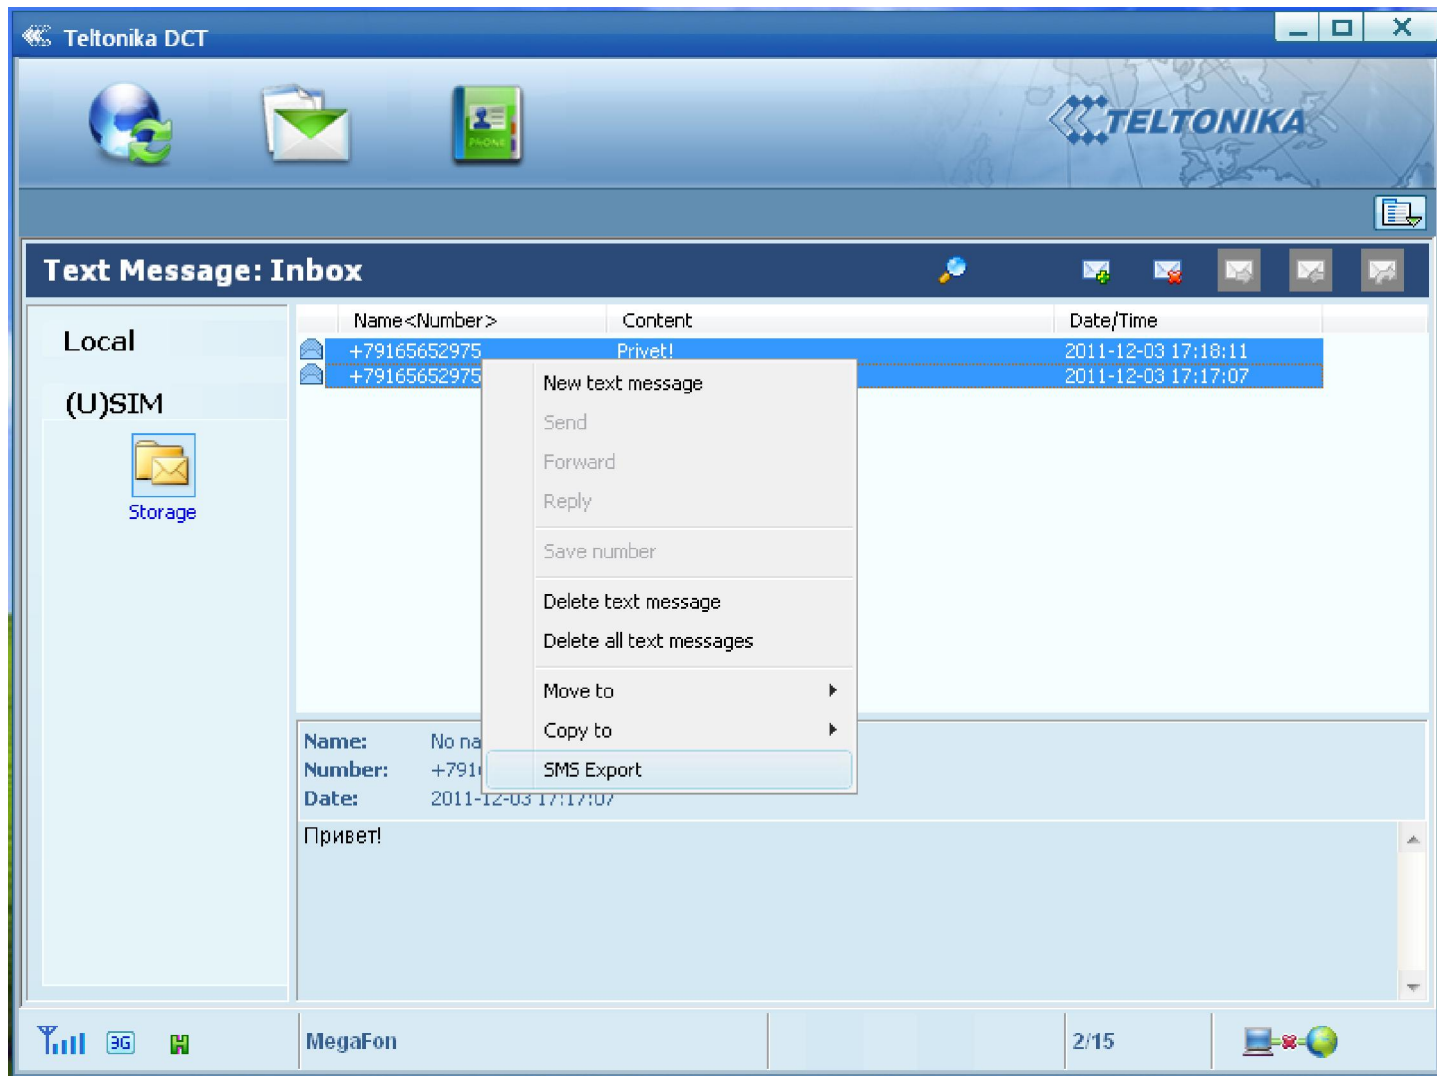 Teltonika DCT
PHONE
TELTONIKA
Text Message: Inbox
Local
(U)SIM
Storage
Name<Number> Content Date/Time
+79165652975 Privet! 2011-12-03 17:18:11
+79165652975 2011-12-03 17:17:07
New text message
Send
Forward
Reply
Save number
Delete text message
Delete all text messages
Move to
Copy to
SMS Export
Name: No na
Number: +791
Date: 2011-12-03 17:17:07
Привет!
3G H MegaFon 2/15